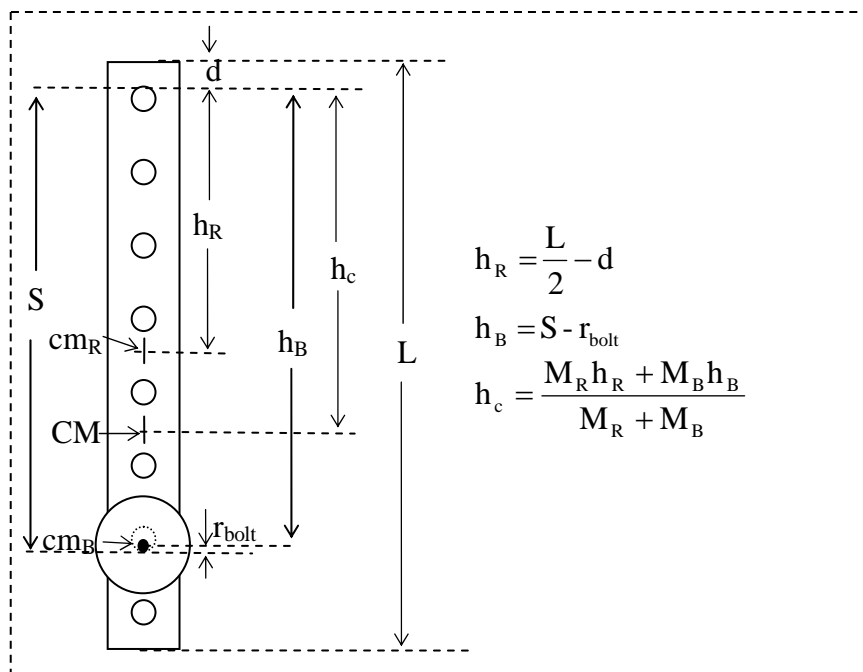 d
h_R
h_c
S
cm_R
h_B
L
CM
r_bolt
cm_B
h_R = L/2 - d
h_B = S - r_bolt
h_c = (M_R h_R + M_B h_B)/(M_R + M_B)